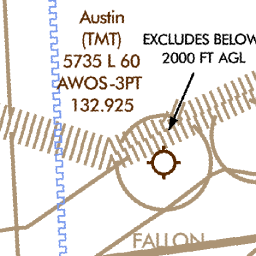 Austin
(TMT)
5735 L 60
AWOS-3PT
132.925
EXCLUDES BELOW
2000 FT AGL
FALLON